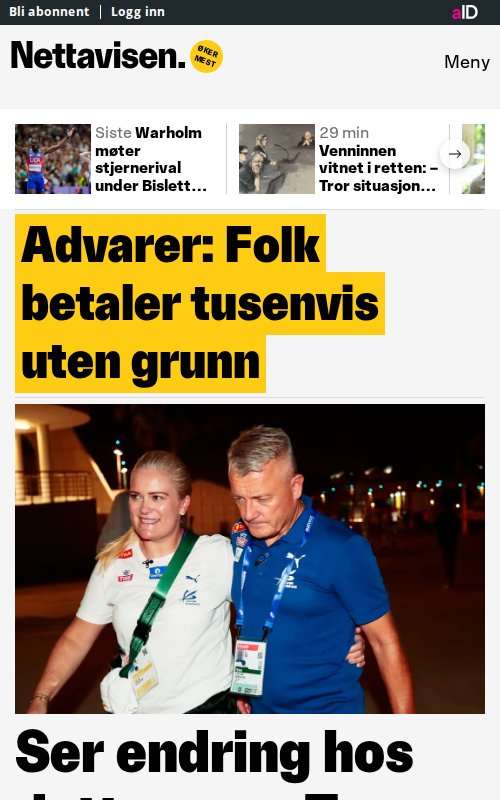 Bli abonnent | Logg inn
aID
Nettavisen.
ØKER
MEST
Meny
Siste Warholm
møter
stjernerival
under Bislett…
29 min
Venninnen
vitnet i retten: –
Tror situasjon…
Advarer: Folk
betaler tusenvis
uten grunn
Ser endring hos